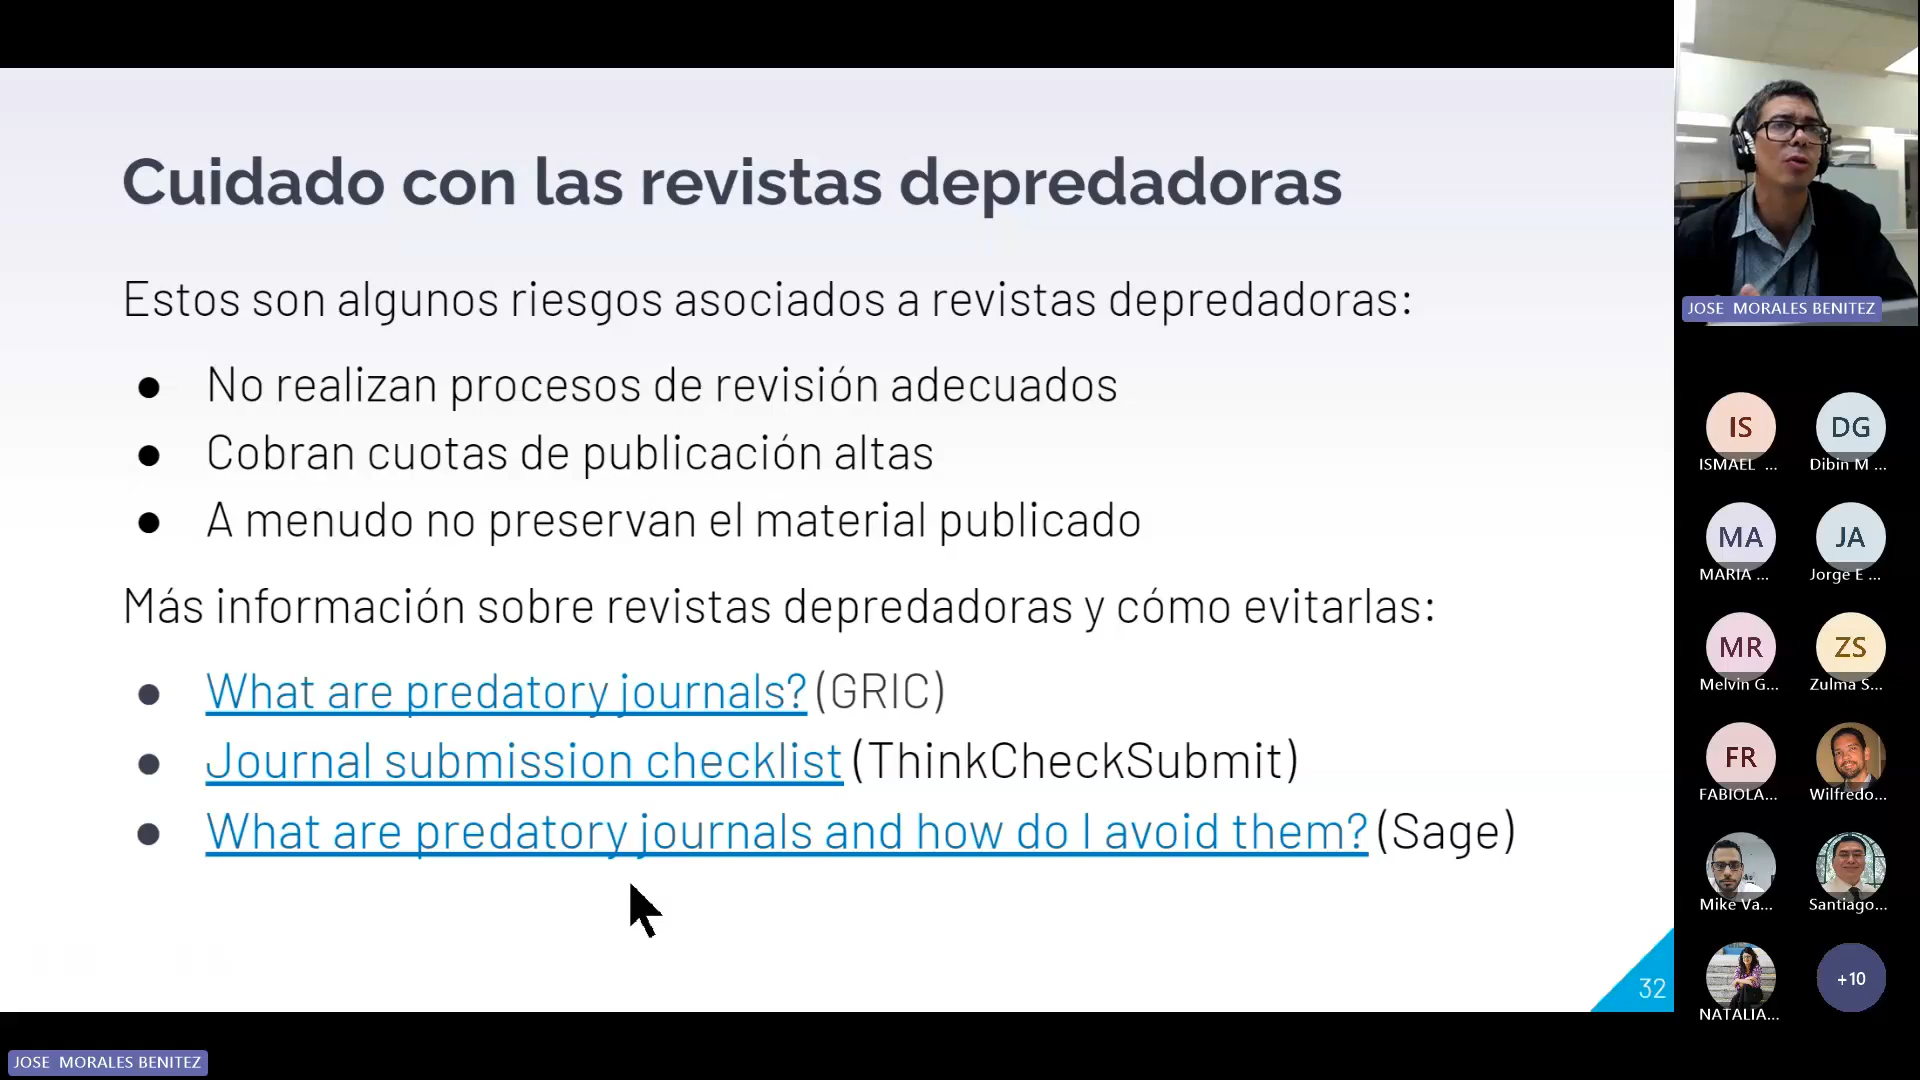 Cuidado con las revistas depredadoras
Estos son algunos riesgos asociados a revistas depredadoras:
● No realizan procesos de revisión adecuados
● Cobran cuotas de publicación altas
● A menudo no preservan el material publicado
Más información sobre revistas depredadoras y cómo evitarlas:
● What are predatory journals? (GRIC)
● Journal submission checklist (ThinkCheckSubmit)
● What are predatory journals and how do I avoid them? (Sage)
32
JOSE MORALES BENITEZ
IS DG
ISMAEL ... Dibin M ...
MA JA
MARIA ... Jorge E ...
MR ZS
Melvin G... Zulma S...
FR
FABIOLA... Wilfredo...
Mike Va... Santiago...
+10
NATALIA...
JOSE MORALES BENITEZ